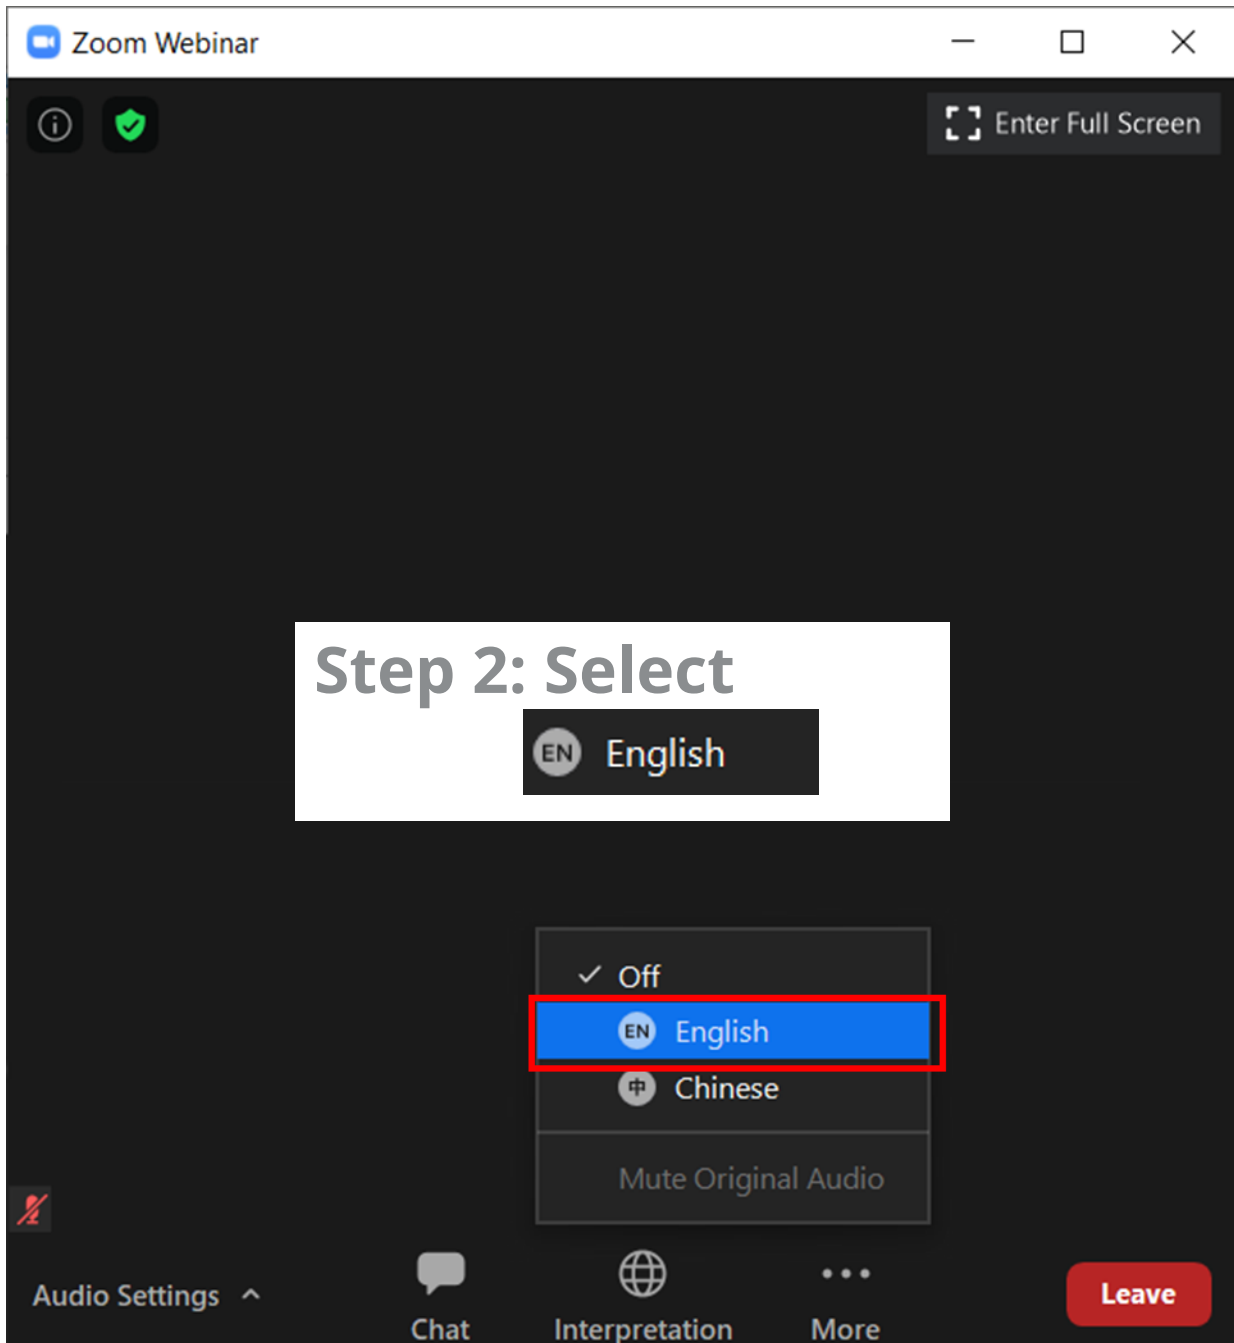 Zoom Webinar
Enter Full Screen
Step 2: Select
EN English
Off
EN English
中 Chinese
Mute Original Audio
Audio Settings
Chat
Interpretation
More
Leave